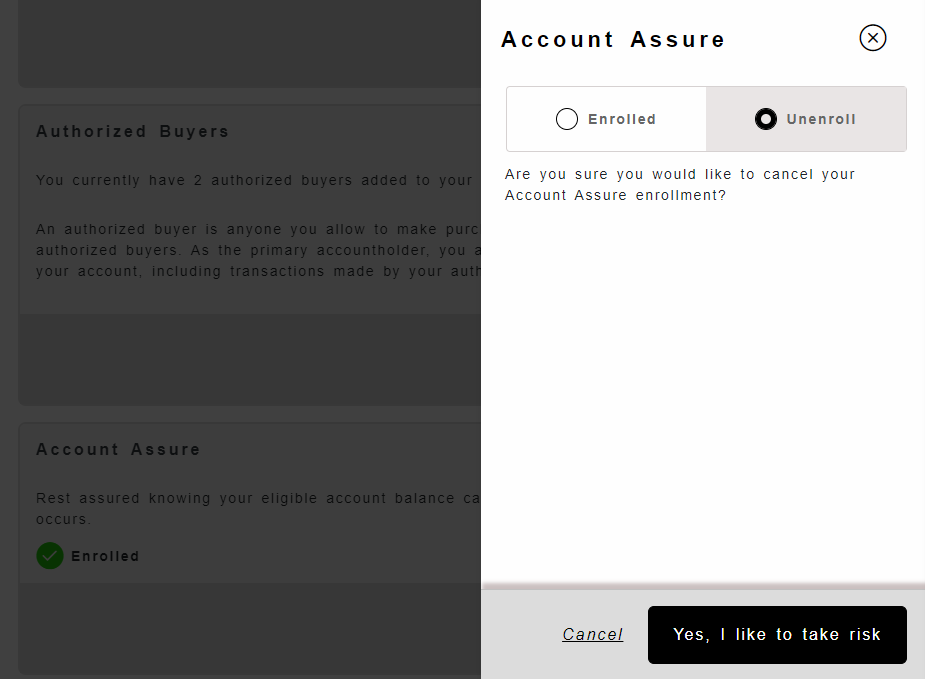 Authorized Buyers
You currently have 2 authorized buyers added to your
An authorized buyer is anyone you allow to make purc
authorized buyers. As the primary accountholder, you a
your account, including transactions made by your auth
Account Assure
Rest assured knowing your eligible account balance ca
occurs.
Enrolled
Account Assure
Enrolled
Unenroll
Are you sure you would like to cancel your
Account Assure enrollment?
Cancel
Yes, I like to take risk